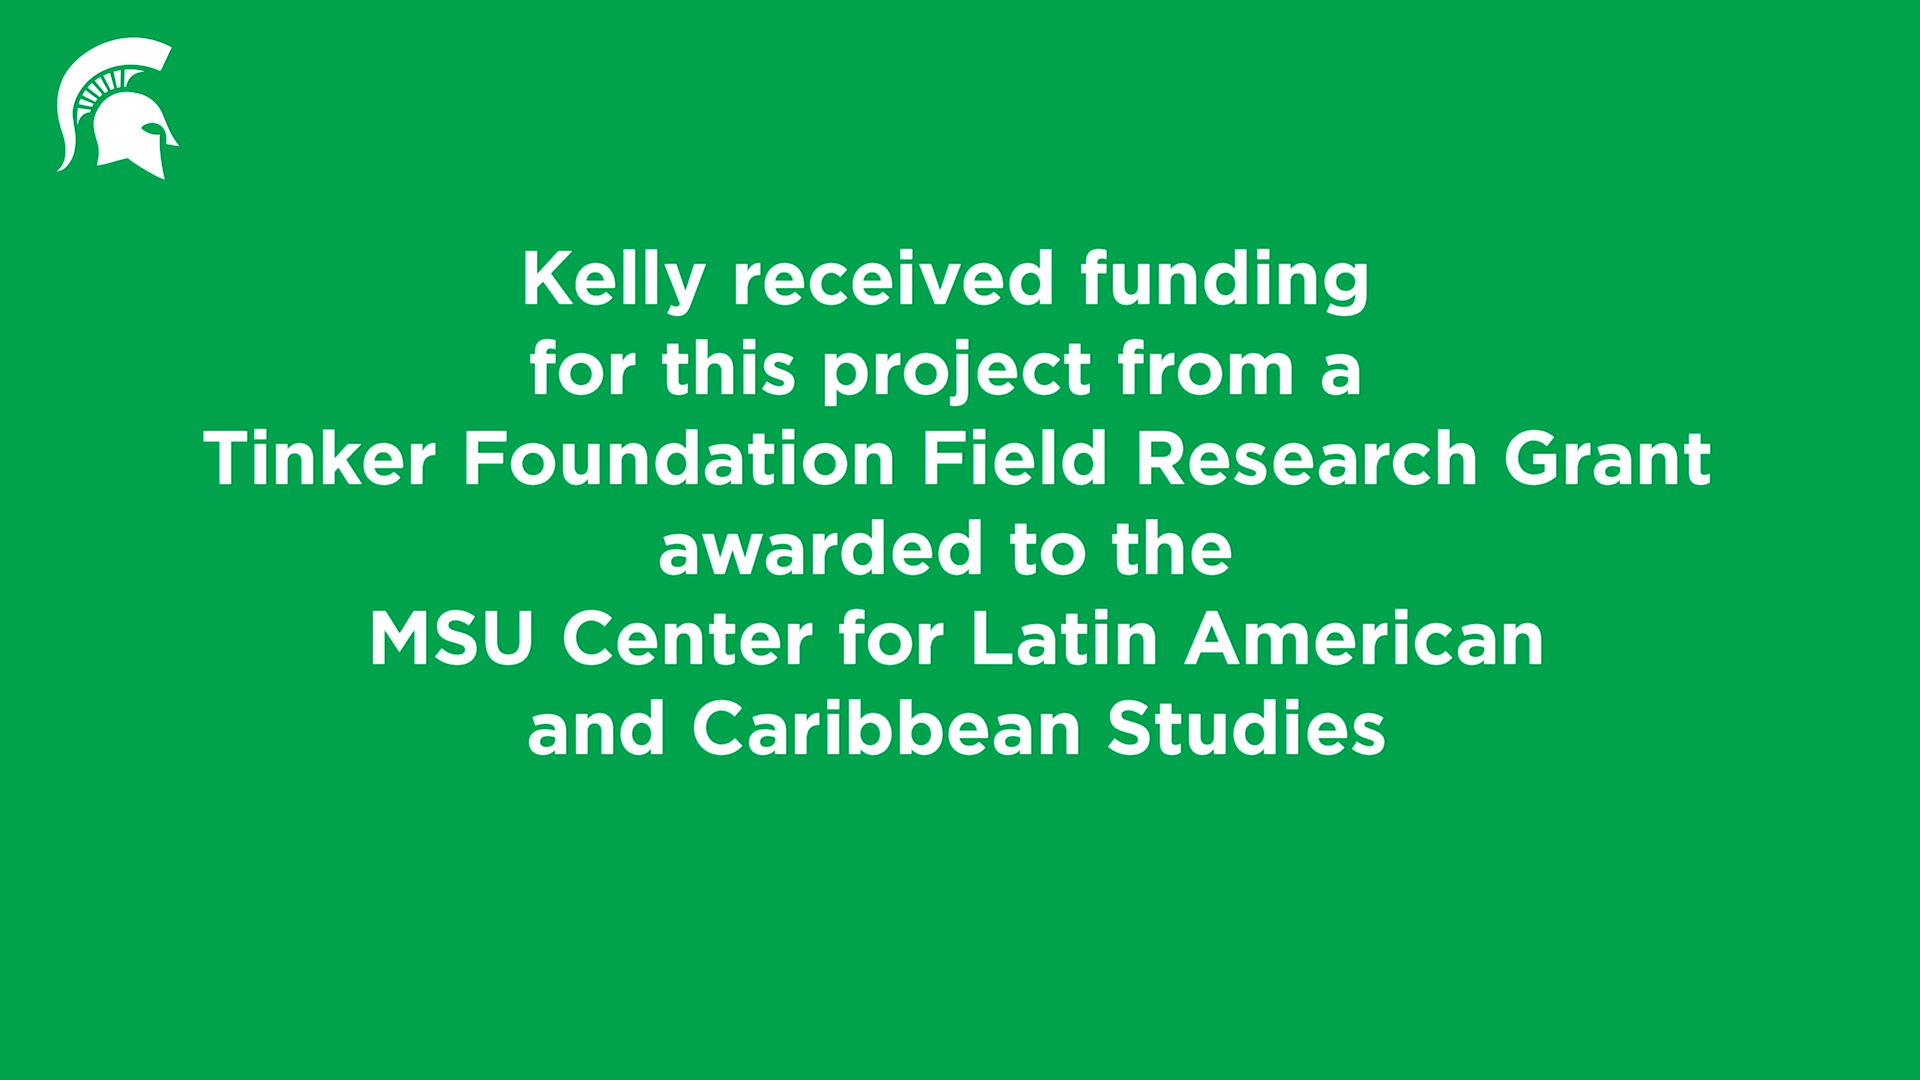 Kelly received funding
for this project from a
Tinker Foundation Field Research Grant
awarded to the
MSU Center for Latin American
and Caribbean Studies